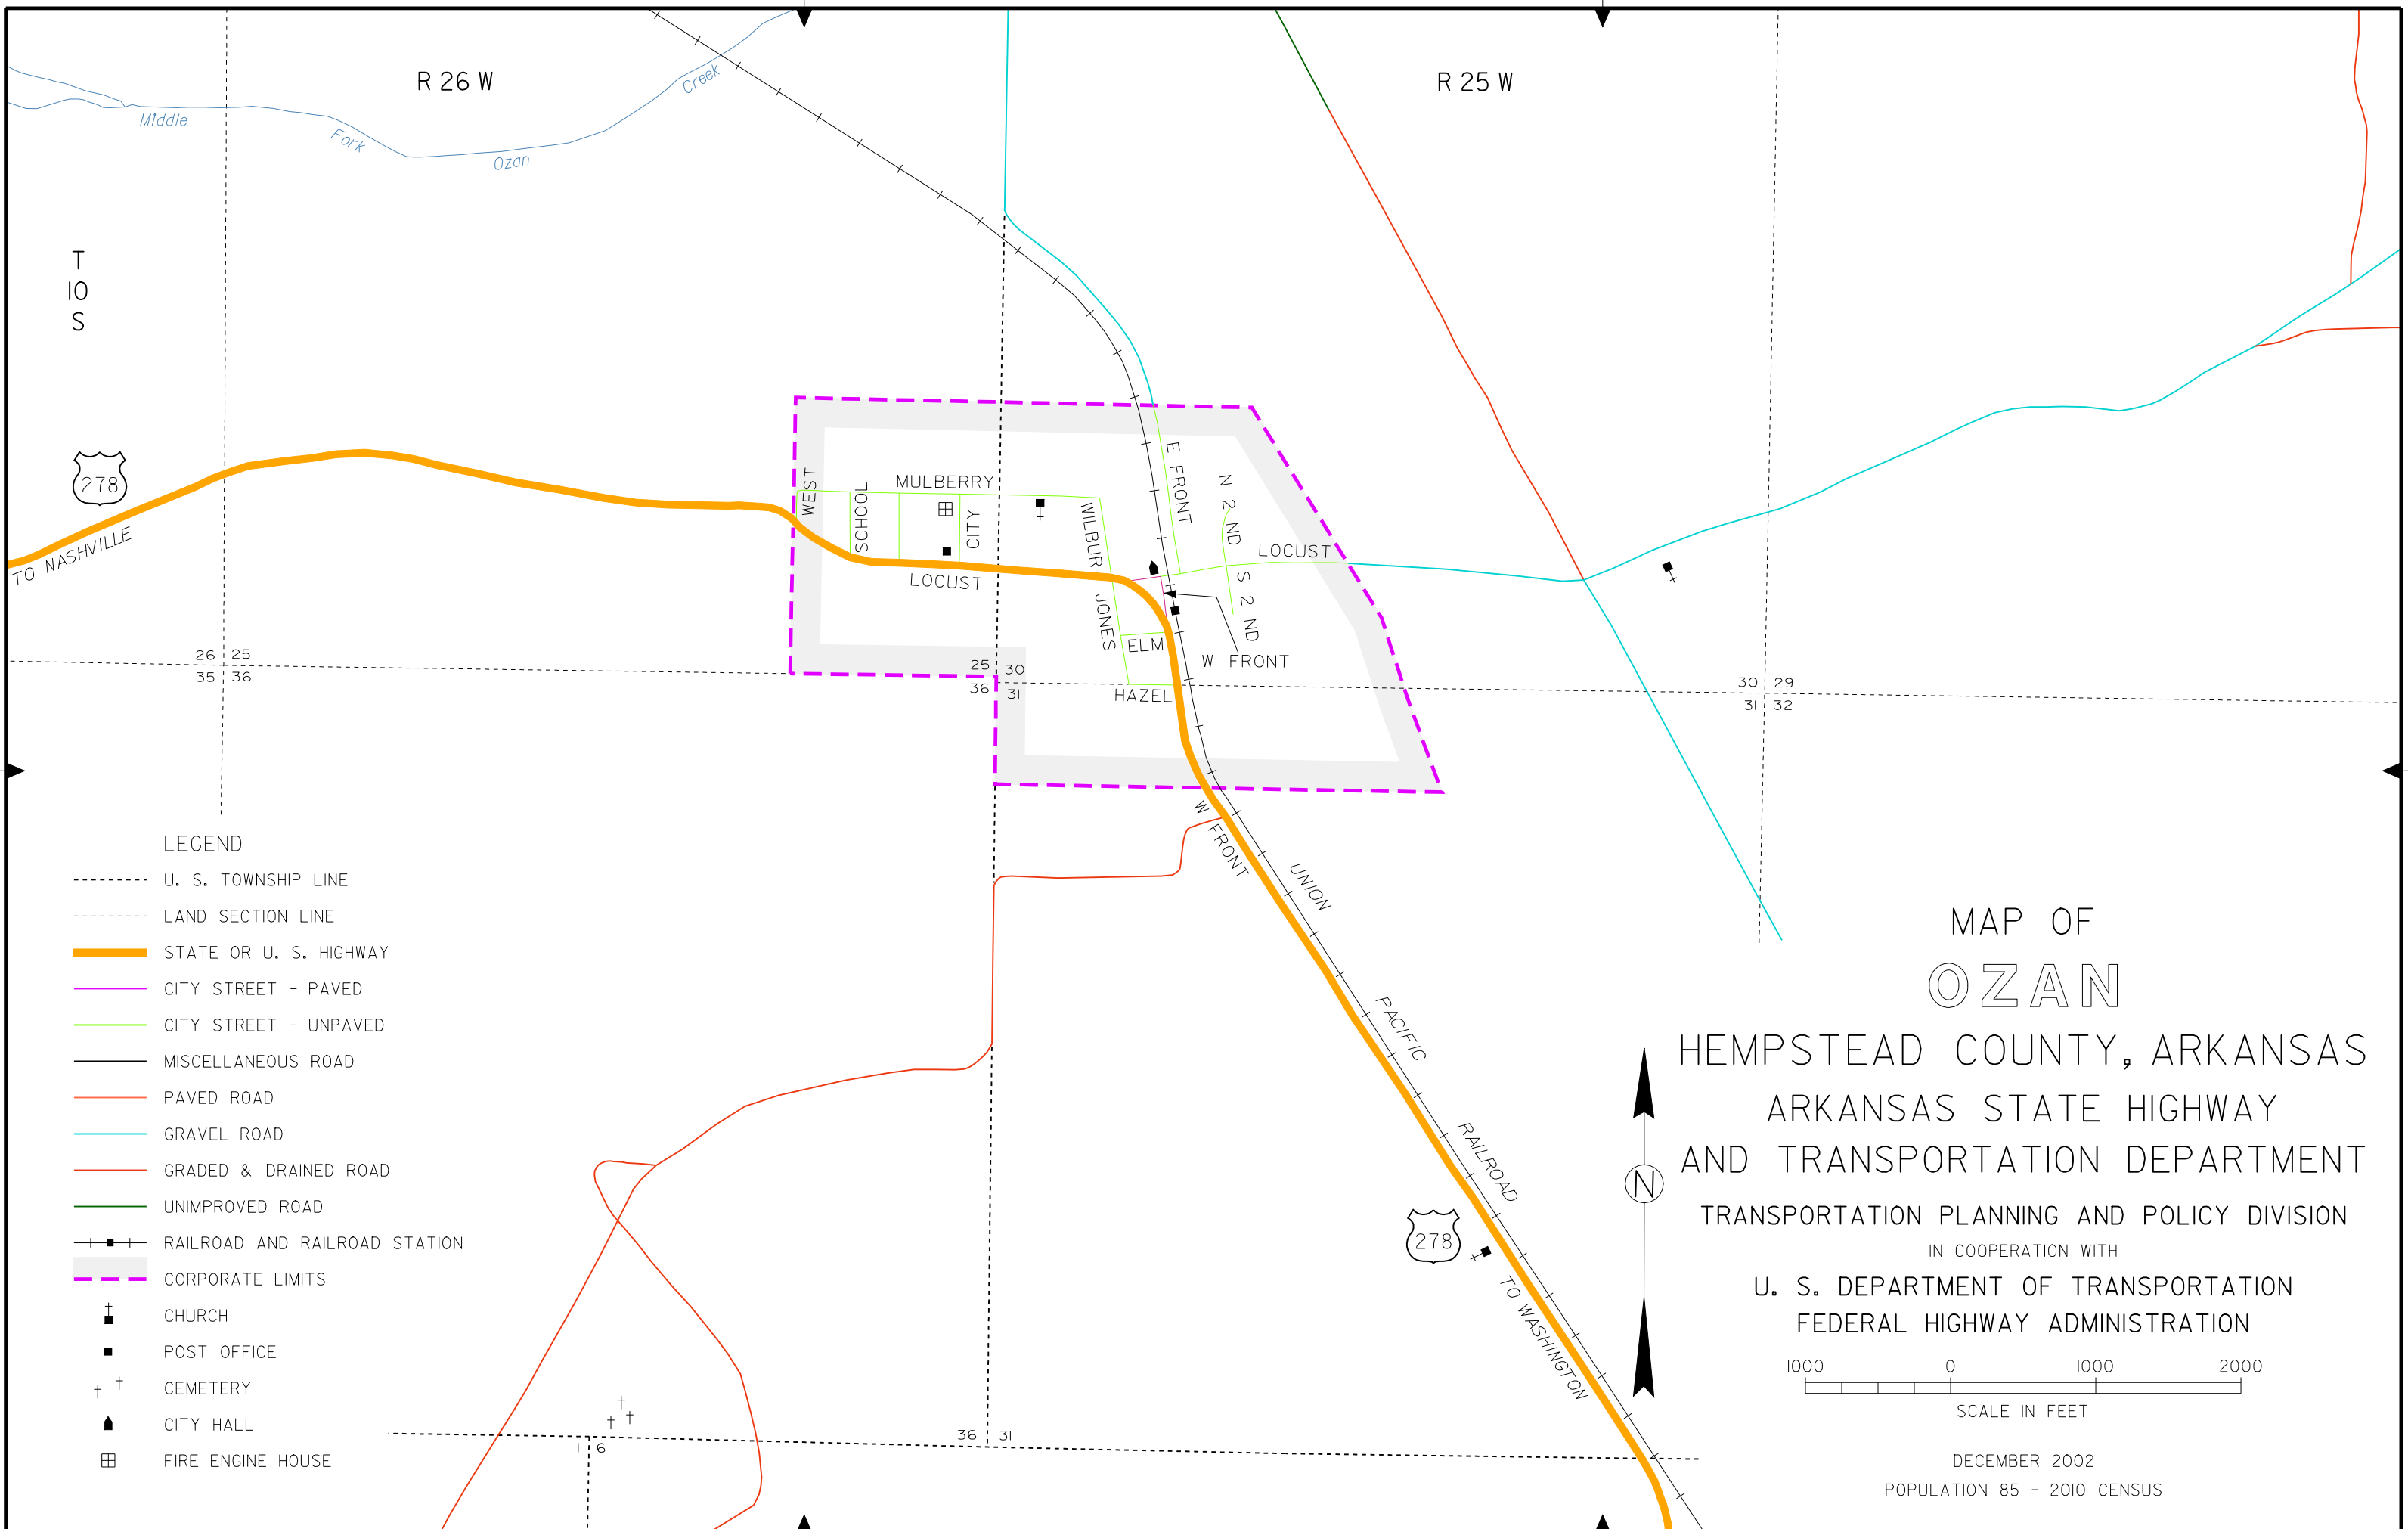 R 26 W
R 25 W
Creek
Middle
Fork
Ozan
T
10
S
278
TO NASHVILLE
WEST
SCHOOL
MULBERRY
CITY
LOCUST
WILBUR
JONES
E FRONT
N 2 ND
S 2 ND
LOCUST
ELM
W FRONT
HAZEL
26 25
35 36
25 30
36 31
30 29
31 32
W FRONT
UNION
PACIFIC
RAILROAD
278
TO WASHINGTON
1 6
36 31
LEGEND
U. S. TOWNSHIP LINE
LAND SECTION LINE
STATE OR U. S. HIGHWAY
CITY STREET - PAVED
CITY STREET - UNPAVED
MISCELLANEOUS ROAD
PAVED ROAD
GRAVEL ROAD
GRADED & DRAINED ROAD
UNIMPROVED ROAD
RAILROAD AND RAILROAD STATION
CORPORATE LIMITS
CHURCH
POST OFFICE
CEMETERY
CITY HALL
FIRE ENGINE HOUSE
N
MAP OF
OZAN
HEMPSTEAD COUNTY, ARKANSAS
ARKANSAS STATE HIGHWAY
AND TRANSPORTATION DEPARTMENT
TRANSPORTATION PLANNING AND POLICY DIVISION
IN COOPERATION WITH
U. S. DEPARTMENT OF TRANSPORTATION
FEDERAL HIGHWAY ADMINISTRATION
1000 0 1000 2000
SCALE IN FEET
DECEMBER 2002
POPULATION 85 - 2010 CENSUS